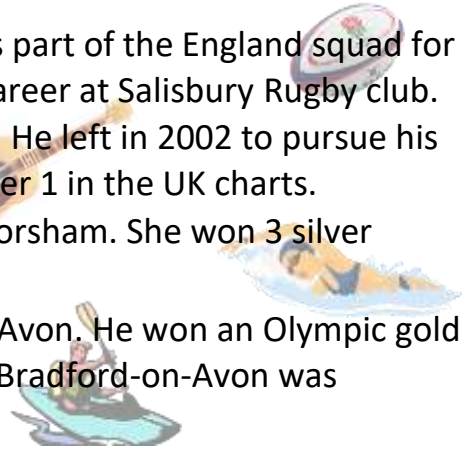 s part of the England squad for
areer at Salisbury Rugby club.
He left in 2002 to pursue his
er 1 in the UK charts.
orsham. She won 3 silver
Avon. He won an Olympic gold
Bradford-on-Avon was